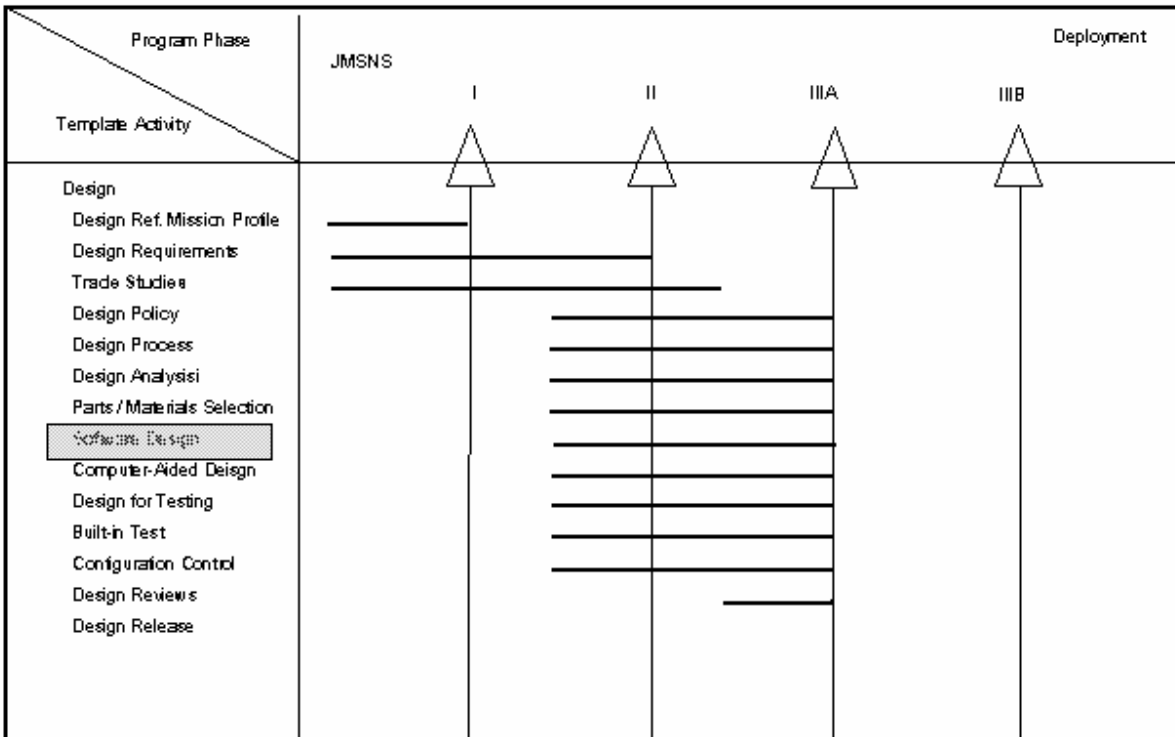 Program Phase
Deployment
JMSNS
I
II
IIIA
IIIB
Template Activity
Design
Design Ref. Mission Profile
Design Requirements
Trade Studies
Design Policy
Design Process
Design Analysisi
Parts / Materials Selection
Software Design
Computer-Aided Deisgn
Design for Testing
Built-in Test
Configuration Control
Design Reviews
Design Release